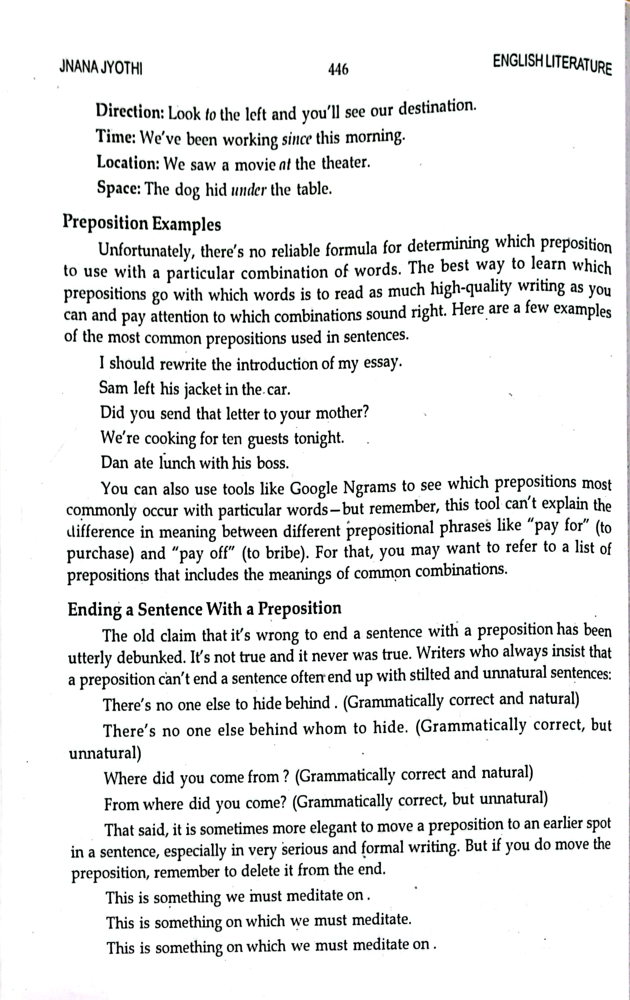 JNANA JYOTHI 446 ENGLISH LITERATURE
Direction: Look to the left and you'll see our destination.
Time: We've been working since this morning.
Location: We saw a movie at the theater.
Space: The dog hid under the table.
Preposition Examples
Unfortunately, there's no reliable formula for determining which preposition
to use with a particular combination of words. The best way to learn which
prepositions go with which words is to read as much high-quality writing as you
can and pay attention to which combinations sound right. Here are a few examples
of the most common prepositions used in sentences.
I should rewrite the introduction of my essay.
Sam left his jacket in the car.
Did you send that letter to your mother?
We're cooking for ten guests tonight.
Dan ate lunch with his boss.
You can also use tools like Google Ngrams to see which prepositions most
commonly occur with particular words—but remember, this tool can't explain the
difference in meaning between different prepositional phrases like "pay for" (to
purchase) and "pay off" (to bribe). For that, you may want to refer to a list of
prepositions that includes the meanings of common combinations.
Ending a Sentence With a Preposition
The old claim that it's wrong to end a sentence with a preposition has been
utterly debunked. It's not true and it never was true. Writers who always insist that
a preposition can't end a sentence often end up with stilted and unnatural sentences:
There's no one else to hide behind . (Grammatically correct and natural)
There's no one else behind whom to hide. (Grammatically correct, but
unnatural)
Where did you come from ? (Grammatically correct and natural)
From where did you come? (Grammatically correct, but unnatural)
That said, it is sometimes more elegant to move a preposition to an earlier spot
in a sentence, especially in very serious and formal writing. But if you do move the
preposition, remember to delete it from the end.
This is something we must meditate on .
This is something on which we must meditate.
This is something on which we must meditate on .